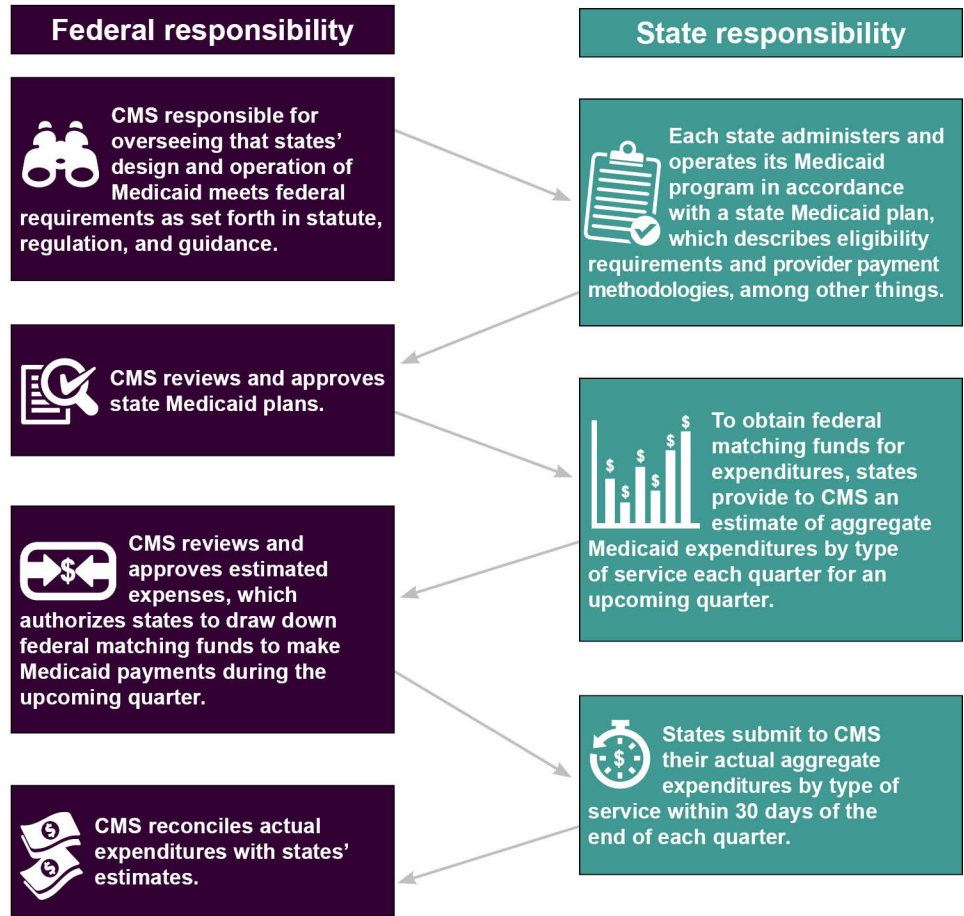 Federal responsibility
State responsibility
CMS responsible for
overseeing that states'
design and operation of
Medicaid meets federal
requirements as set forth in statute,
regulation, and guidance.
Each state administers and
operates its Medicaid
program in accordance
with a state Medicaid plan,
which describes eligibility
requirements and provider payment
methodologies, among other things.
CMS reviews and approves
state Medicaid plans.
$ $ $ $ $ $
To obtain federal
matching funds for
expenditures, states
provide to CMS an
estimate of aggregate
Medicaid expenditures by type
of service each quarter for an
upcoming quarter.
$
CMS reviews and
approves estimated
expenses, which
authorizes states to draw down
federal matching funds to make
Medicaid payments during the
upcoming quarter.
$
States submit to CMS
their actual aggregate
expenditures by type of
service within 30 days of the
end of each quarter.
$
$
CMS reconciles actual
expenditures with states'
estimates.